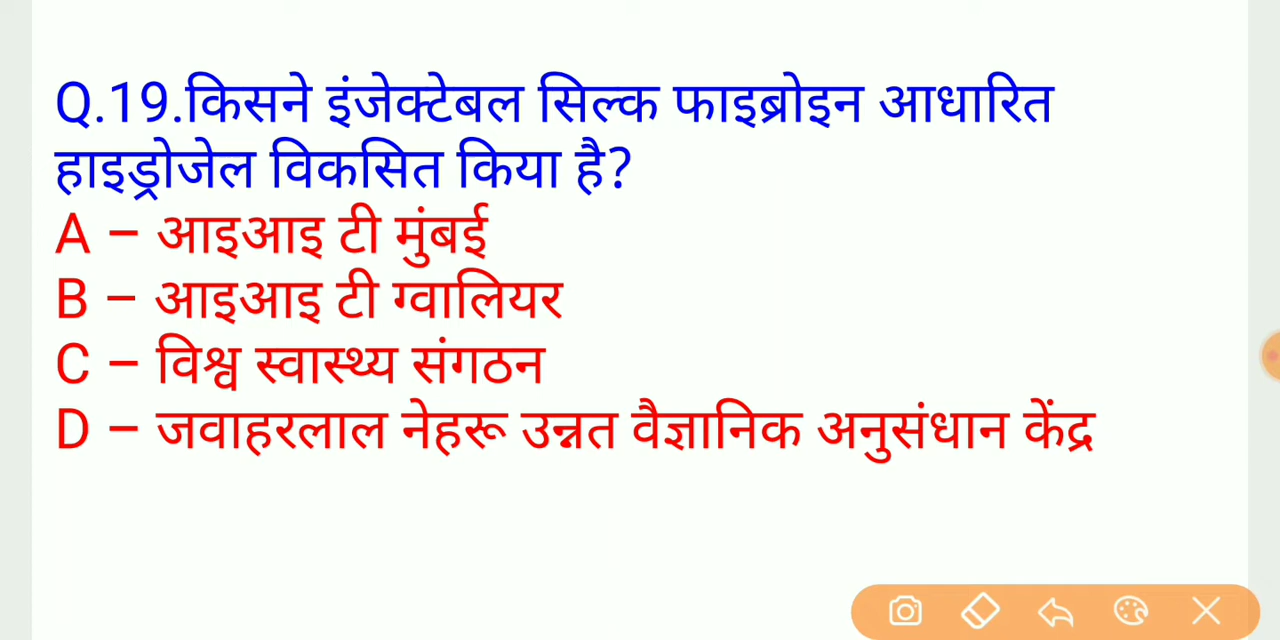 Q.19.किसने इंजेक्टेबल सिल्क फाइब्रोइन आधारित
हाइड्रोजेल विकसित किया है?
A – आइआइ टी मुंबई
B – आइआइ टी ग्वालियर
C – विश्व स्वास्थ्य संगठन
D – जवाहरलाल नेहरू उन्नत वैज्ञानिक अनुसंधान केंद्र